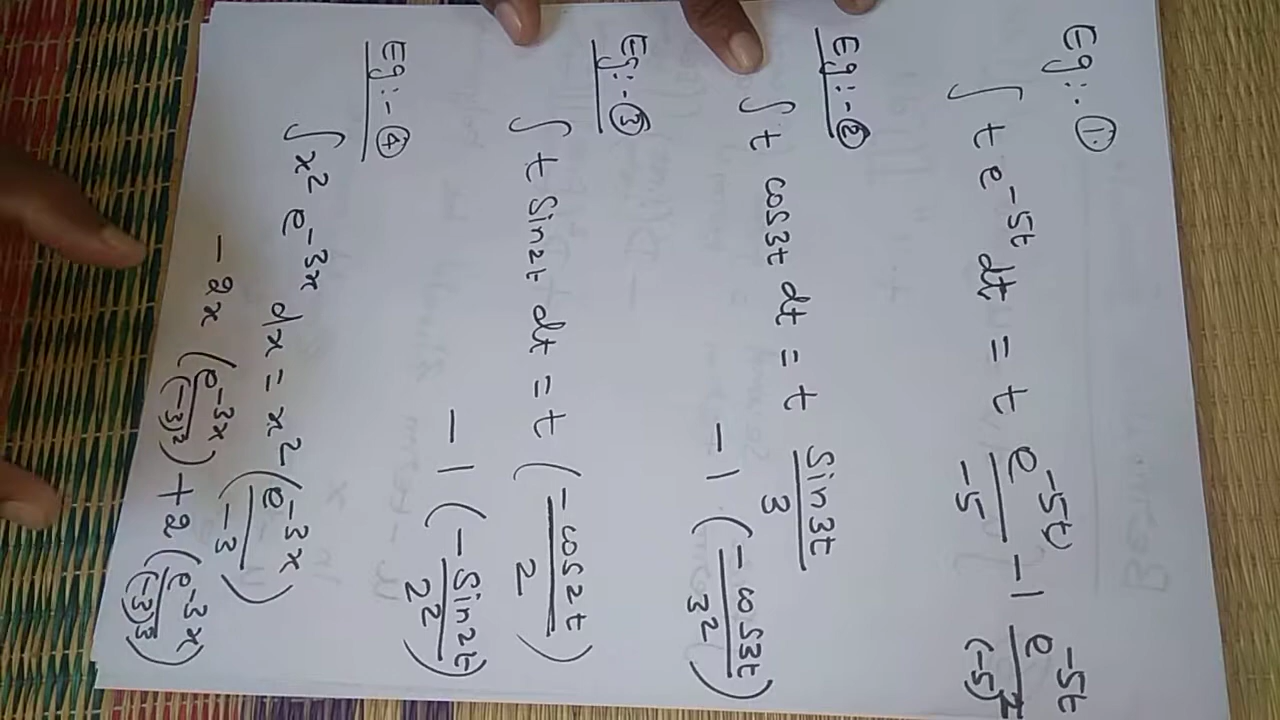 Eg:- ①
∫ t e^{-5t} dt = t e^{-5t}/-5 - 1 e^{-5t}/(-5)^2
Eg:- ②
∫ t cos3t dt = t Sin3t/3
- 1 (-cos3t/3^2)
Eg:- ③
∫ t Sin2t dt = t (-cos2t/2)
- 1 (-Sin2t/2^2)
Eg:- ④
∫ x^2 e^{-3x} dx = x^2 (e^{-3x}/-3)
- 2x (e^{-3x}/(-3)^2) + 2 (e^{-3x}/(-3)^3)